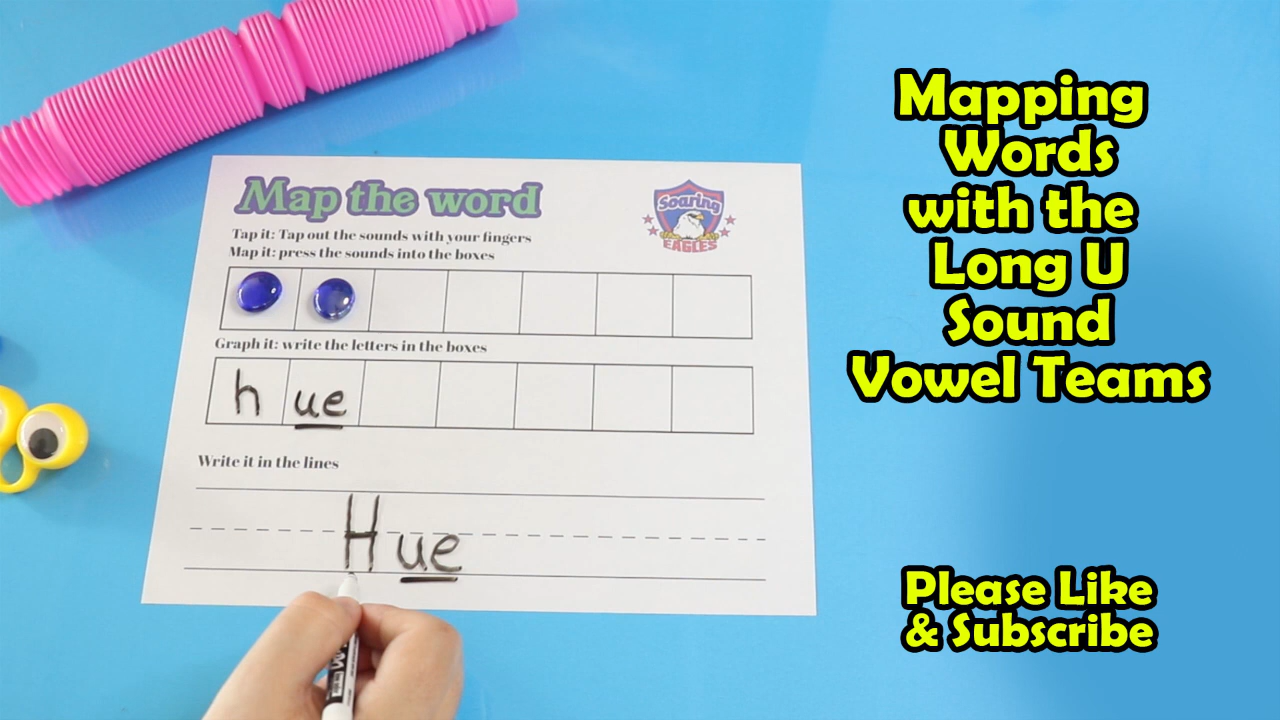 Map the word
Soaring
EAGLES
Tap it: Tap out the sounds with your fingers
Map it: press the sounds into the boxes
Graph it: write the letters in the boxes
h ue
Write it in the lines
Hue
Mapping
Words
with the
Long U
Sound
Vowel Teams
Please Like
& Subscribe